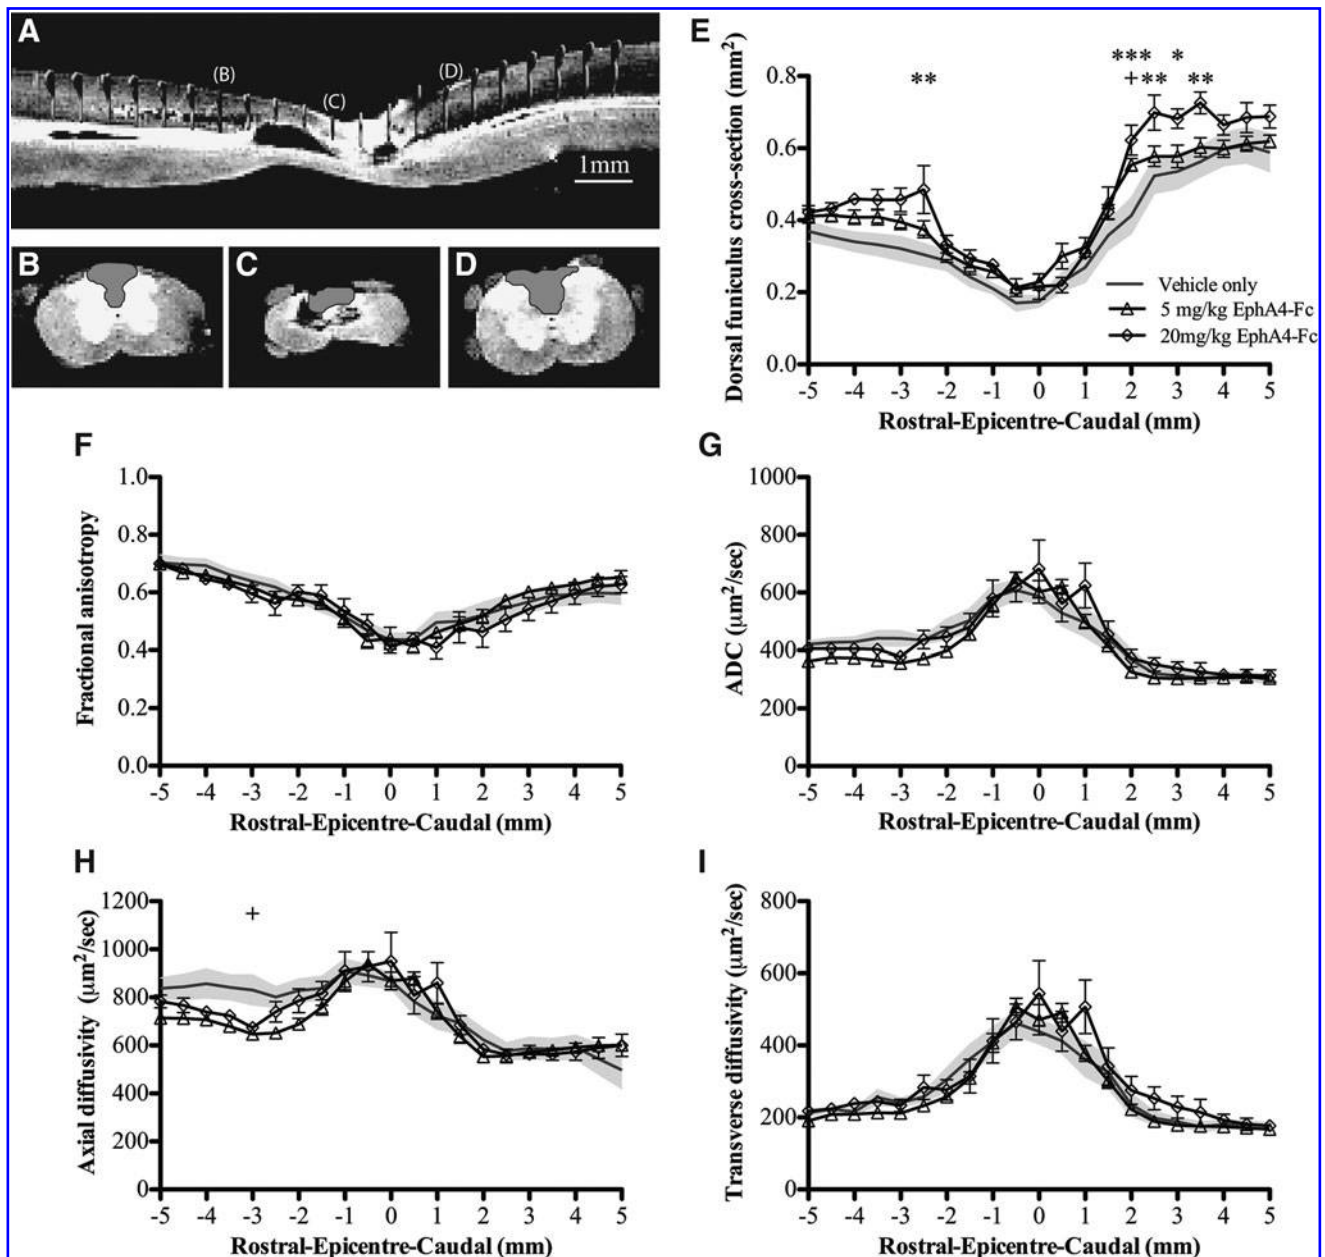 A
(B)
(C)
(D)
1mm
B
C
D
E
Dorsal funiculus cross-section (mm²)
*** *
** + ** **
0.8
0.6
0.4
0.2
0.0
Vehicle only
5 mg/kg EphA4-Fc
20mg/kg EphA4-Fc
-5 -4 -3 -2 -1 0 1 2 3 4 5
Rostral-Epicentre-Caudal (mm)
F
Fractional anisotropy
1.0
0.8
0.6
0.4
0.2
0.0
-5 -4 -3 -2 -1 0 1 2 3 4 5
Rostral-Epicentre-Caudal (mm)
G
ADC (μm²/sec)
1000
800
600
400
200
0
-5 -4 -3 -2 -1 0 1 2 3 4 5
Rostral-Epicentre-Caudal (mm)
H
Axial diffusivity (μm²/sec)
1200
1000
800
600
400
200
0
+
-5 -4 -3 -2 -1 0 1 2 3 4 5
Rostral-Epicentre-Caudal (mm)
I
Transverse diffusivity (μm²/sec)
800
600
400
200
0
-5 -4 -3 -2 -1 0 1 2 3 4 5
Rostral-Epicentre-Caudal (mm)